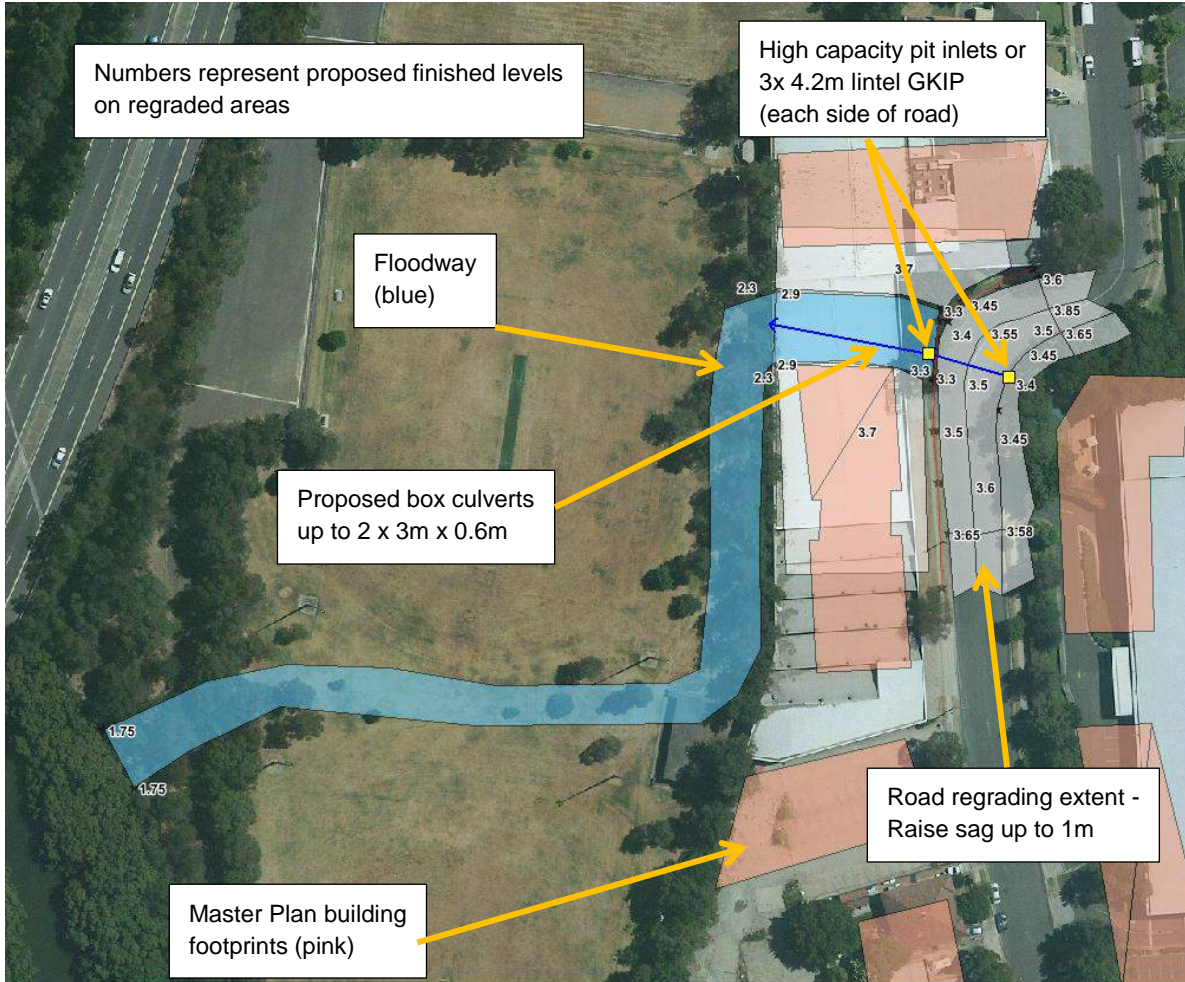 Numbers represent proposed finished levels
on regraded areas
High capacity pit inlets or
3x 4.2m lintel GKIP
(each side of road)
Floodway
(blue)
Proposed box culverts
up to 2 x 3m x 0.6m
Road regrading extent -
Raise sag up to 1m
Master Plan building
footprints (pink)
3.7
3.6
2.3
2.9
3.3
3.45
3.85
3.4
3.55
3.5
3.65
3.45
2.3
2.9
3.3
3.3
3.5
3.4
3.7
3.5
3.45
3.6
3.65
3.58
1.75
1.75